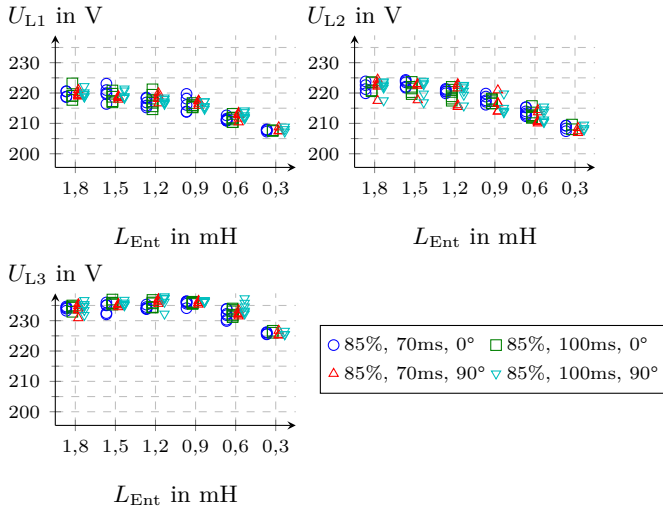 U_L1 in V
230
220
210
200
1,8 1,5 1,2 0,9 0,6 0,3
L_Ent in mH
U_L2 in V
230
220
210
200
1,8 1,5 1,2 0,9 0,6 0,3
L_Ent in mH
U_L3 in V
230
220
210
200
1,8 1,5 1,2 0,9 0,6 0,3
L_Ent in mH
85%, 70ms, 0° 85%, 100ms, 0°
85%, 70ms, 90° 85%, 100ms, 90°